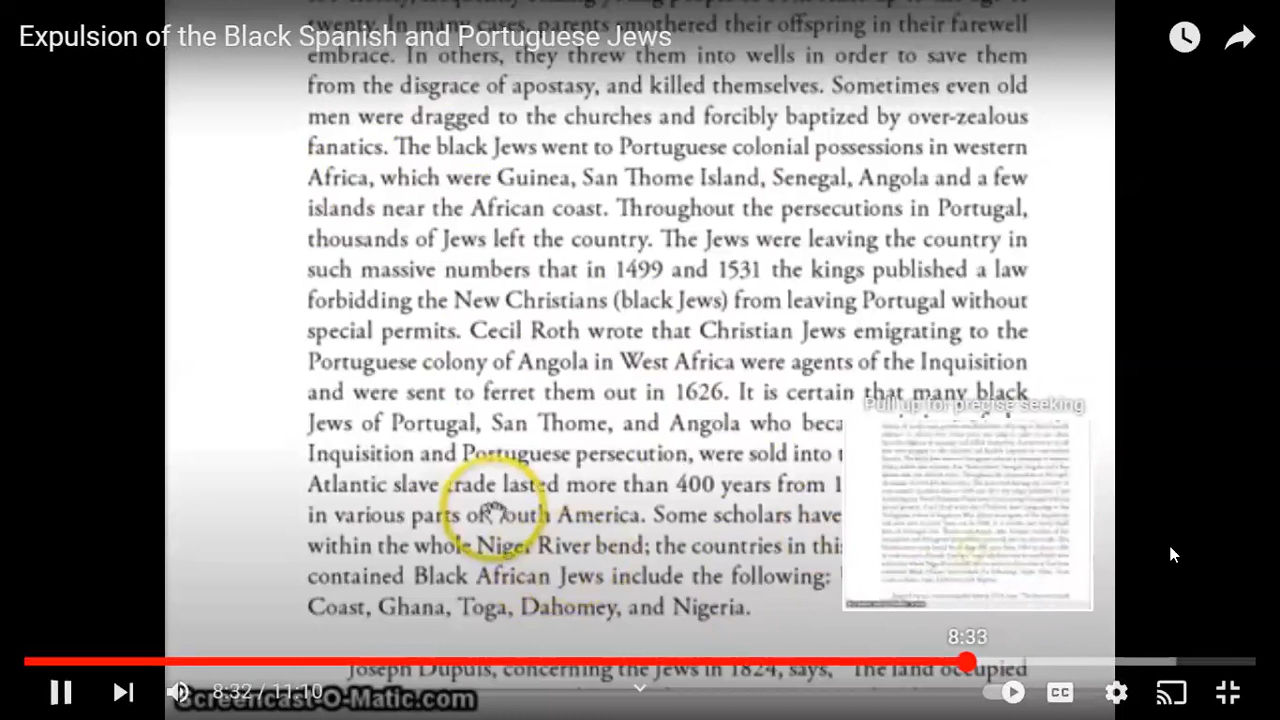 Expulsion of the Black Spanish and Portuguese Jews
twenty. In many cases, parents smothered their offspring in their farewell
embrace. In others, they threw them into wells in order to save them
from the disgrace of apostasy, and killed themselves. Sometimes even old
men were dragged to the churches and forcibly baptized by over-zealous
fanatics. The black Jews went to Portuguese colonial possessions in western
Africa, which were Guinea, San Thome Island, Senegal, Angola and a few
islands near the African coast. Throughout the persecutions in Portugal,
thousands of Jews left the country. The Jews were leaving the country in
such massive numbers that in 1499 and 1531 the kings published a law
forbidding the New Christians (black Jews) from leaving Portugal without
special permits. Cecil Roth wrote that Christian Jews emigrating to the
Portuguese colony of Angola in West Africa were agents of the Inquisition
and were sent to ferret them out in 1626. It is certain that many black
Pull up for precise seeking
Jews of Portugal, San Thome, and Angola who
Inquisition and Portuguese persecution, were sold into
Atlantic slave trade lasted more than 400 years from
in various parts of South America. Some scholars have
within the whole Niger River bend; the countries in
contained Black African Jews include the following:
Coast, Ghana, Toga, Dahomey, and Nigeria.
8:33
Joseph Dupuis, concerning the Jews in 1824, says, "The land occupied
8:32 / 11:10
CC
Screencast-O-Matic.com